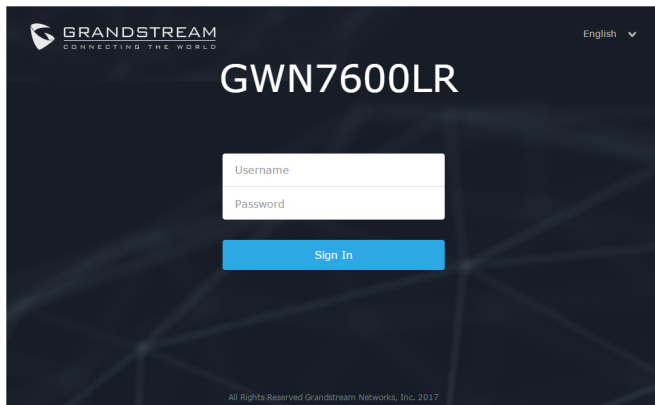 GRANDSTREAM
CONNECTING THE WORLD
English
GWN7600LR
Username
Password
Sign In
All Rights Reserved Grandstream Networks, Inc. 2017